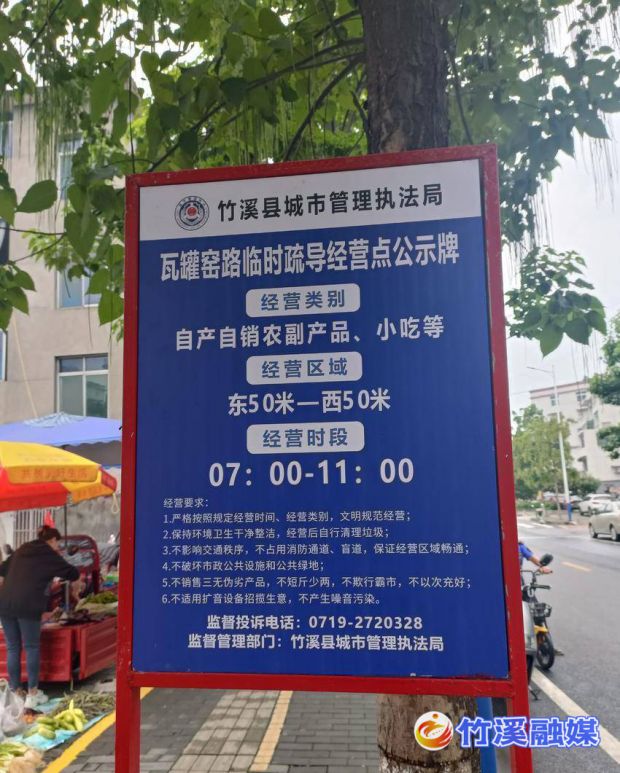 竹溪县城市管理执法局
瓦罐窑路临时疏导经营点公示牌
经营类别
自产自销农副产品、小吃等
经营区域
东50米—西50米
经营时段
07：00-11：00
经营要求：
1.严格按照规定经营时间、经营类别，文明规范经营；
2.保持环境卫生干净整洁，经营后自行清理垃圾；
3.不影响交通秩序，不占用消防通道、盲道，保证经营区域畅通；
4.不破坏市政公共设施和公共绿地；
5.不销售三无伪劣产品，不短斤少两，不欺行霸市，不以次充好；
6.不适用扩音设备招揽生意，不产生噪音污染。
监督投诉电话：0719-2720328
监督管理部门：竹溪县城市管理执法局
竹溪融媒